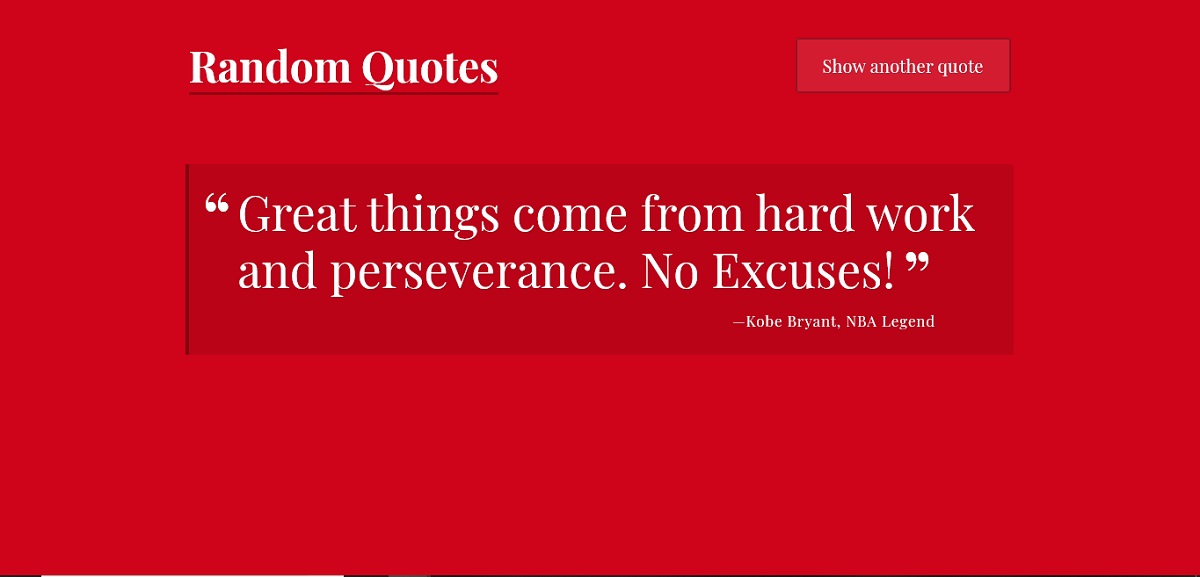 Random Quotes
Show another quote
“ Great things come from hard work
and perseverance. No Excuses! ”
—Kobe Bryant, NBA Legend